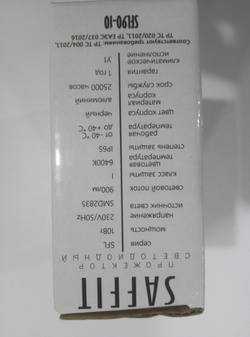 SAFFIT
СВЕТОДИОДНЫЙ
ПРОЖЕКТОР
серия SFL
мощность 10Вт
напряжение 230V/50Hz
источник света SMD2835
световой поток 900лм
класс защиты I
цветовая температура 6400K
степень защиты IP65
рабочая температура от -40 °C до +40 °C
цвет корпуса черный
материал корпуса алюминий
срок службы 25000 часов
гарантия 1 год
климатическое исполнение У1
Соответствуют требованиям: ТР ТС 004/2011,
ТР ТС 020/2011, ТР ЕАЭС 037/2016
SFL90-10